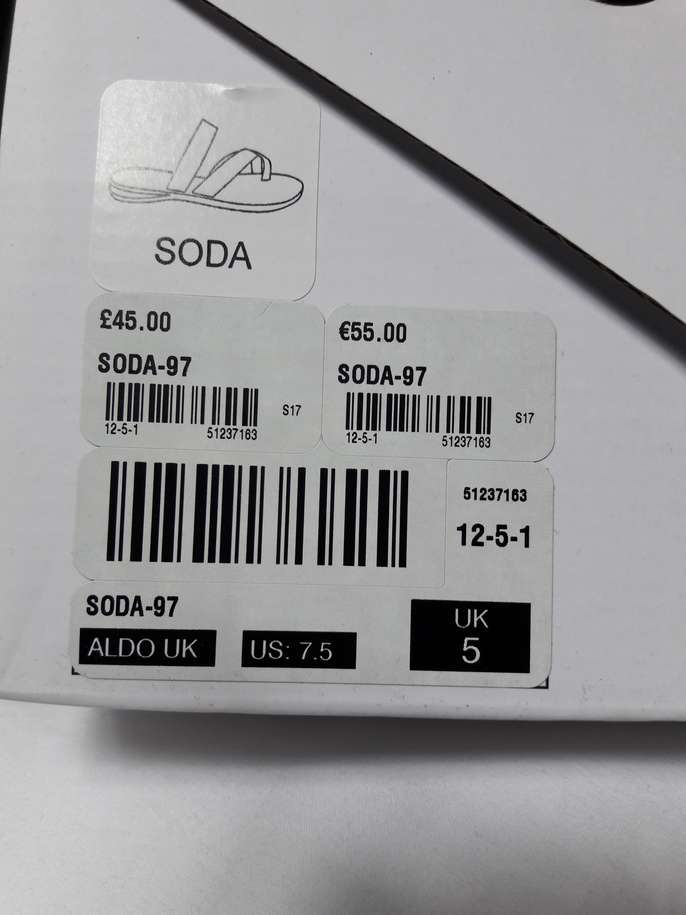 SODA
£45.00
SODA-97
S17
12-5-1 51237163
€55.00
SODA-97
S17
12-5-1 51237163
51237163
12-5-1
SODA-97
ALDO UK
US: 7.5
UK
5